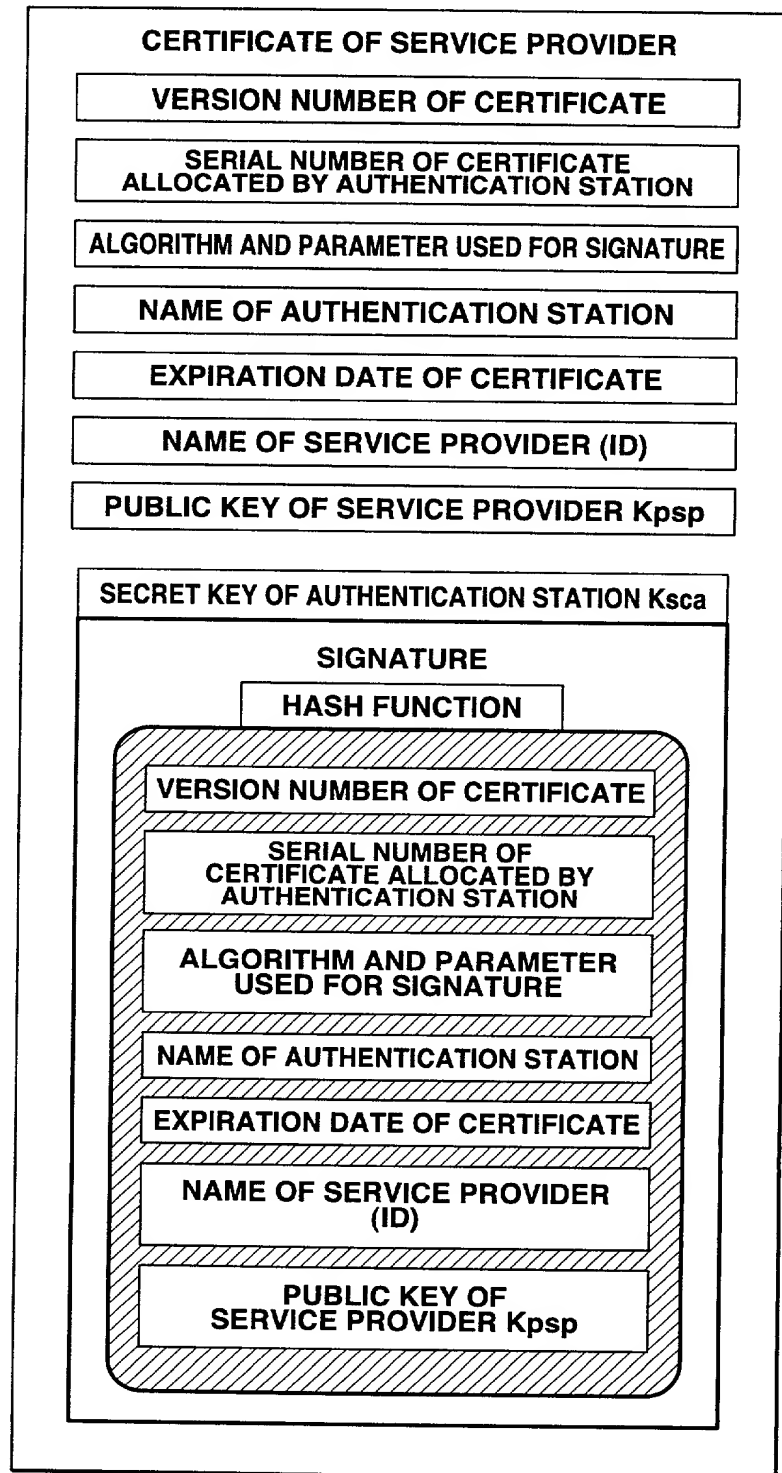 CERTIFICATE OF SERVICE PROVIDER
VERSION NUMBER OF CERTIFICATE
SERIAL NUMBER OF CERTIFICATE
ALLOCATED BY AUTHENTICATION STATION
ALGORITHM AND PARAMETER USED FOR SIGNATURE
NAME OF AUTHENTICATION STATION
EXPIRATION DATE OF CERTIFICATE
NAME OF SERVICE PROVIDER (ID)
PUBLIC KEY OF SERVICE PROVIDER Kpsp
SECRET KEY OF AUTHENTICATION STATION Ksca
SIGNATURE
HASH FUNCTION
VERSION NUMBER OF CERTIFICATE
SERIAL NUMBER OF
CERTIFICATE ALLOCATED BY
AUTHENTICATION STATION
ALGORITHM AND PARAMETER
USED FOR SIGNATURE
NAME OF AUTHENTICATION STATION
EXPIRATION DATE OF CERTIFICATE
NAME OF SERVICE PROVIDER
(ID)
PUBLIC KEY OF
SERVICE PROVIDER Kpsp